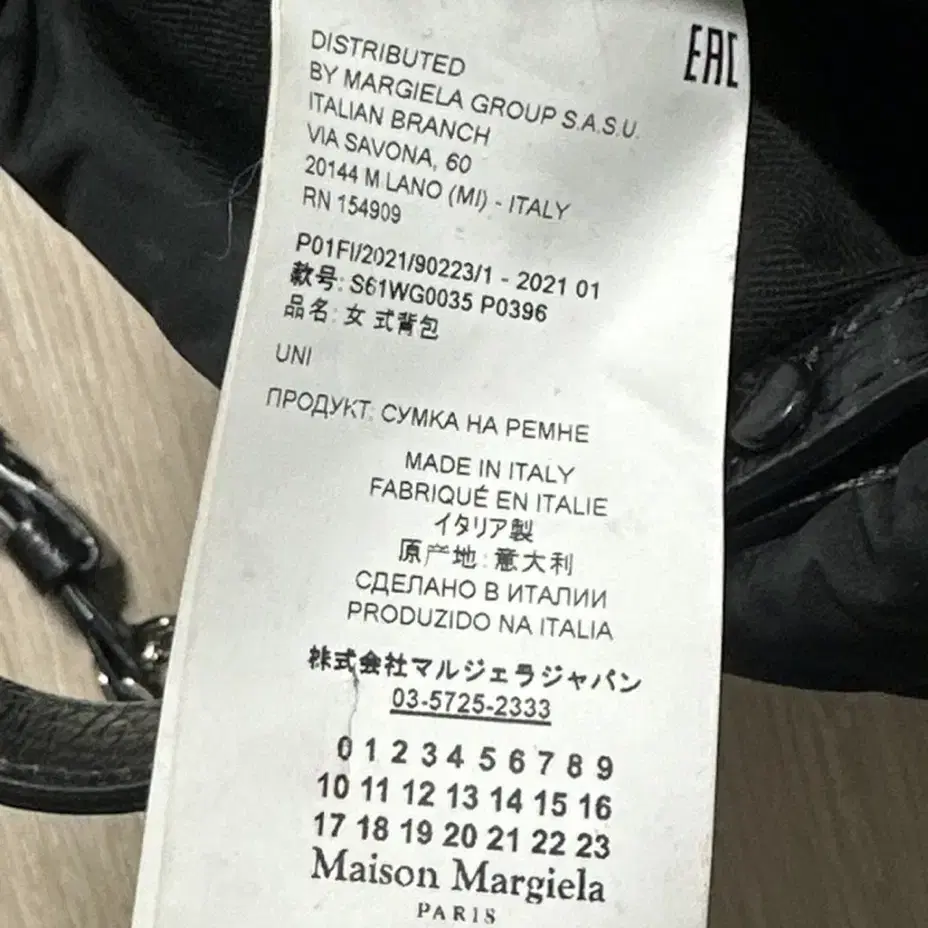 EAC
DISTRIBUTED
BY MARGIELA GROUP S.A.S.U.
ITALIAN BRANCH
VIA SAVONA, 60
20144 M LANO (MI) - ITALY
RN 154909
P01FI/2021/90223/1 - 2021 01
款号: S61WG0035 P0396
品名: 女 式背包
UNI
ПРОДУКТ: СУМКА НА РЕМНЕ
MADE IN ITALY
FABRIQUÉ EN ITALIE
イタリア製
原产地: 意大利
СДЕЛАНО В ИТАЛИИ
PRODUZIDO NA ITALIA
株式会社マルジェラジャパン
03-5725-2333
0 1 2 3 4 5 6 7 8 9
10 11 12 13 14 15 16
17 18 19 20 21 22 23
Maison Margiela
PARIS